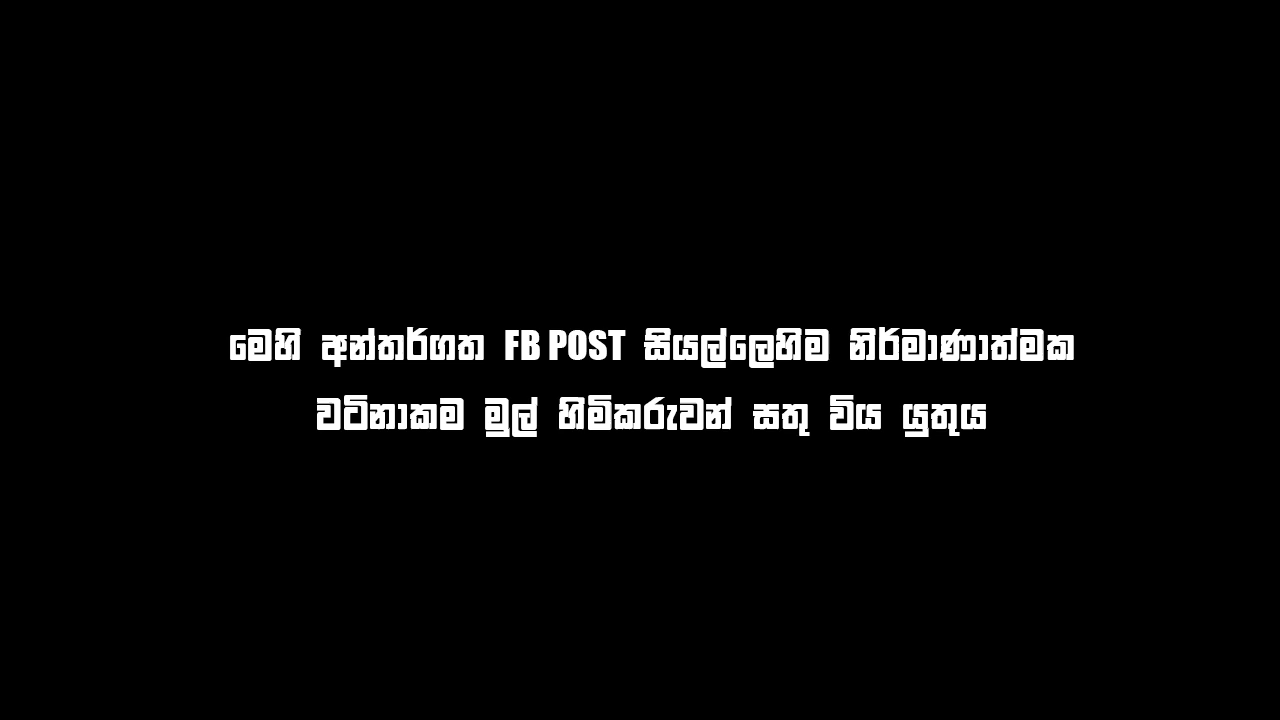 මෙහි අන්තර්ගත FB POST සියල්ලෙහිම නිර්මාණාත්මක
වටිනාකම මුල් හිමිකරුවන් සතු විය යුතුය